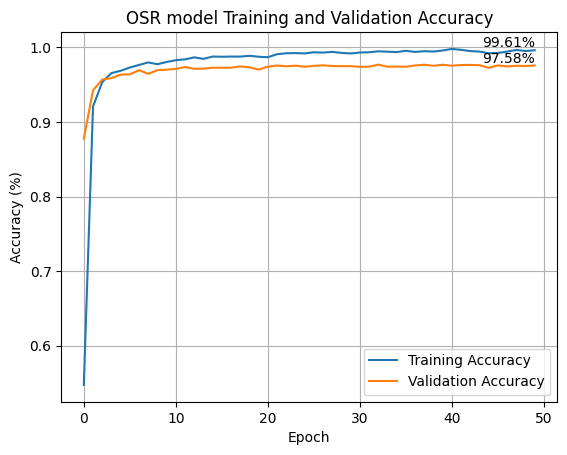 OSR model Training and Validation Accuracy
1.0
99.61%
97.58%
0.9
0.8
0.7
0.6
Accuracy (%)
Training Accuracy
Validation Accuracy
0 10 20 30 40 50
Epoch